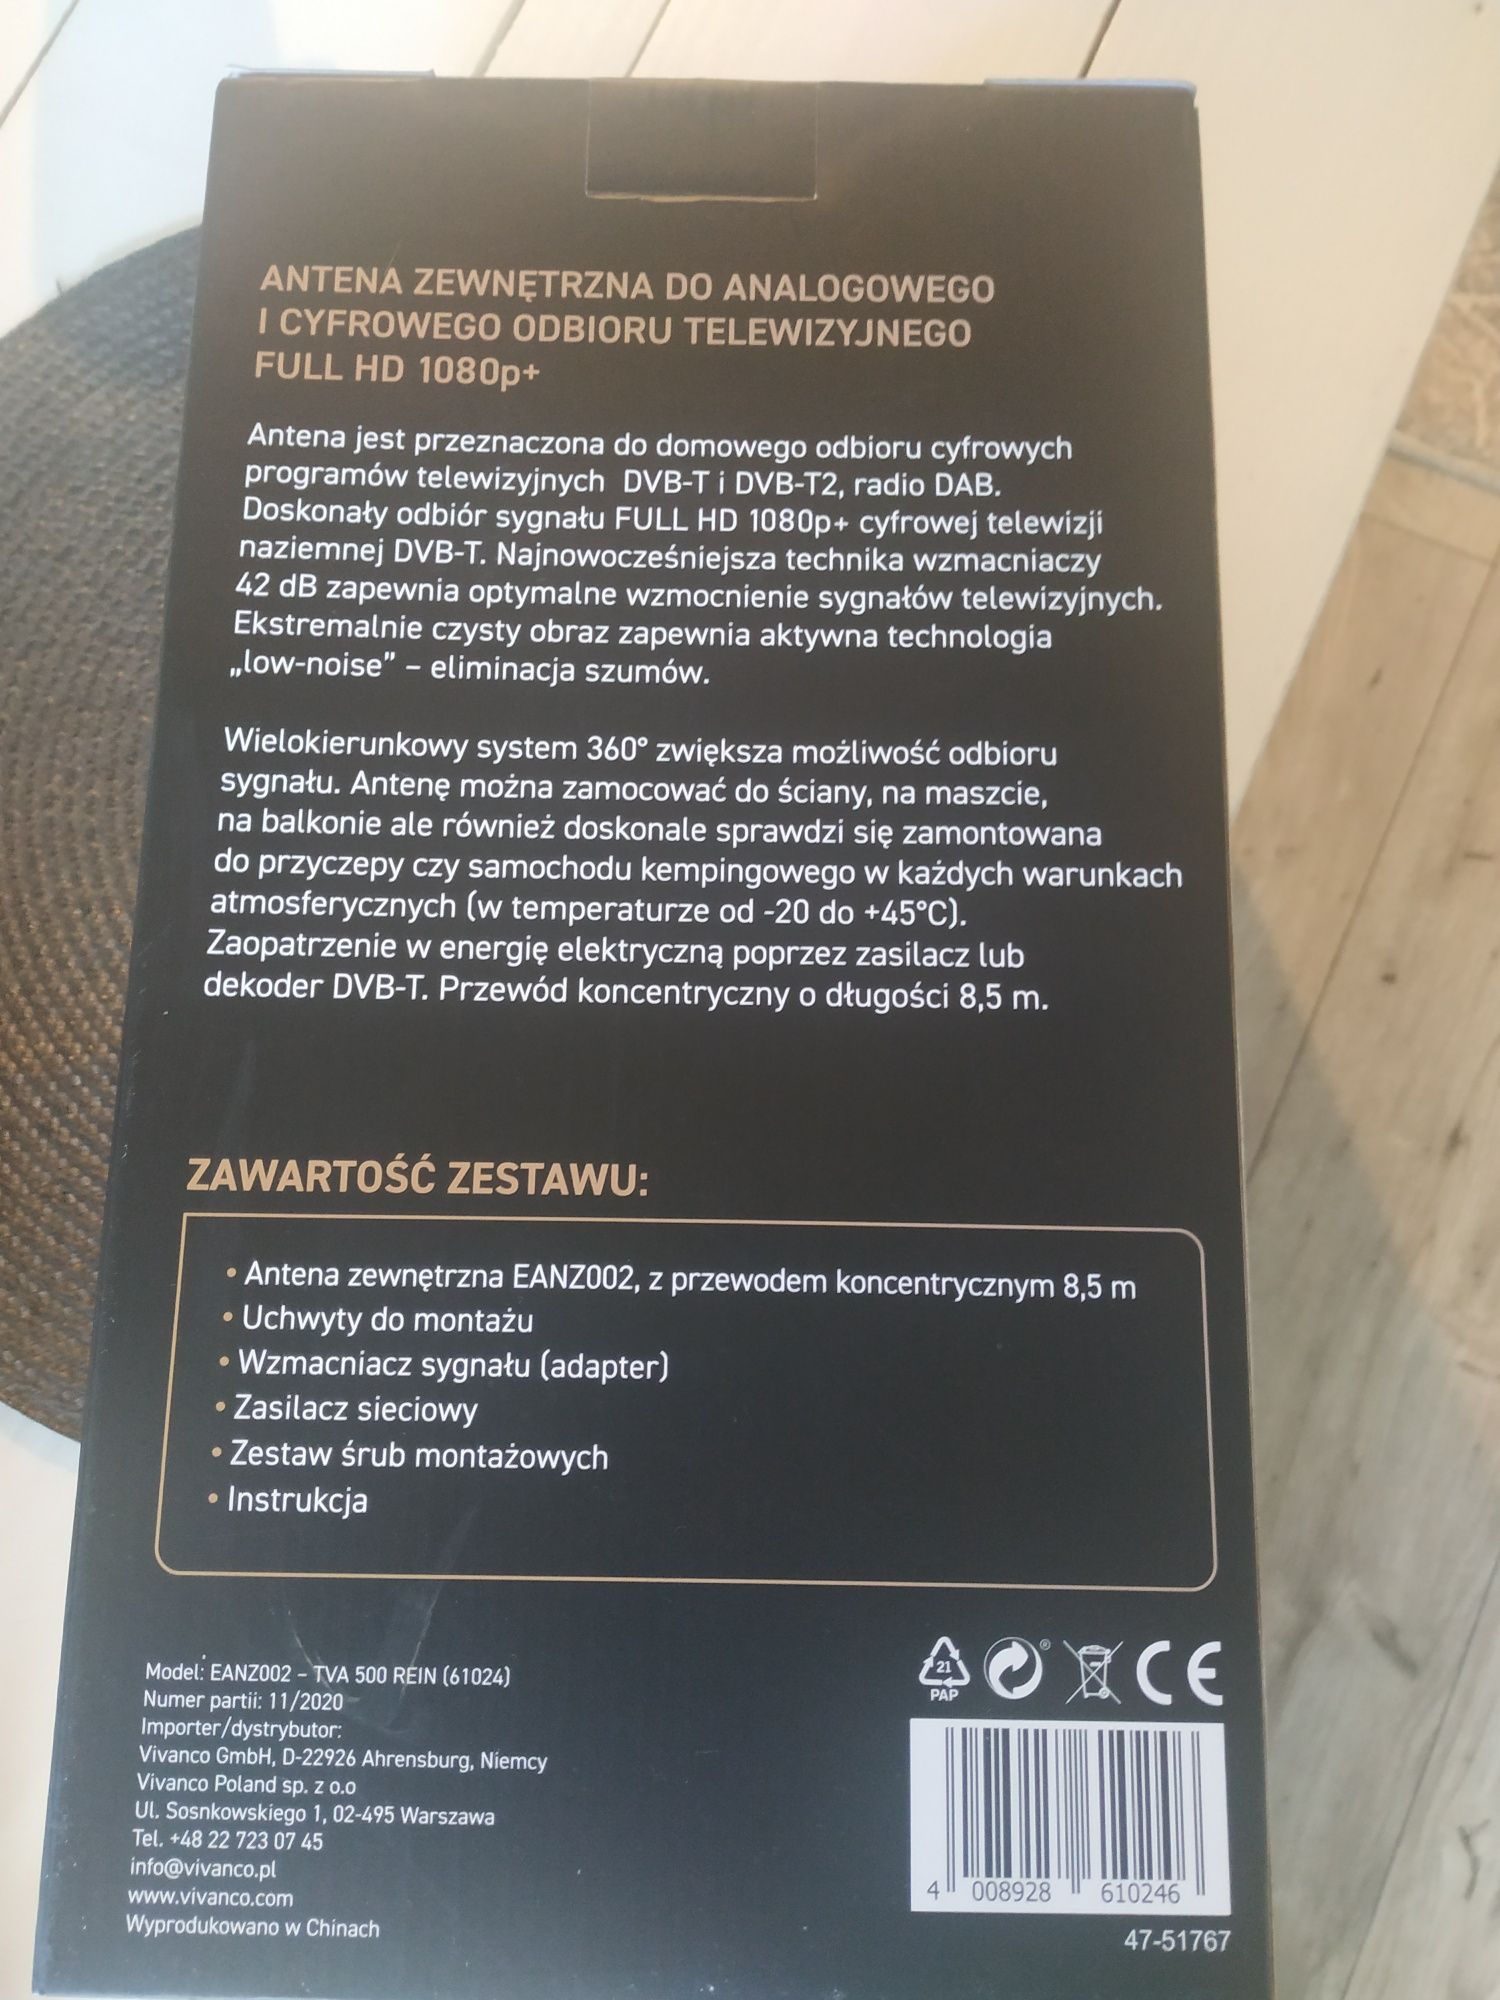 ANTENA ZEWNĘTRZNA DO ANALOGOWEGO
I CYFROWEGO ODBIORU TELEWIZYJNEGO
FULL HD 1080p+
Antena jest przeznaczona do domowego odbioru cyfrowych
programów telewizyjnych DVB-T i DVB-T2, radio DAB.
Doskonały odbiór sygnału FULL HD 1080p+ cyfrowej telewizji
naziemnej DVB-T. Najnowocześniejsza technika wzmacniaczy
42 dB zapewnia optymalne wzmocnienie sygnałów telewizyjnych.
Ekstremalnie czysty obraz zapewnia aktywna technologia
„low-noise” – eliminacja szumów.
Wielokierunkowy system 360° zwiększa możliwość odbioru
sygnału. Antenę można zamocować do ściany, na maszcie,
na balkonie ale również doskonale sprawdzi się zamontowana
do przyczepy czy samochodu kempingowego w każdych warunkach
atmosferycznych (w temperaturze od -20 do +45°C).
Zaopatrzenie w energię elektryczną poprzez zasilacz lub
dekoder DVB-T. Przewód koncentryczny o długości 8,5 m.
ZAWARTOŚĆ ZESTAWU:
• Antena zewnętrzna EANZ002, z przewodem koncentrycznym 8,5 m
• Uchwyty do montażu
• Wzmacniacz sygnału (adapter)
• Zasilacz sieciowy
• Zestaw śrub montażowych
• Instrukcja
Model: EANZ002 – TVA 500 REIN (61024)
Numer partii: 11/2020
Importer/dystrybutor:
Vivanco GmbH, D-22926 Ahrensburg, Niemcy
Vivanco Poland sp. z o.o
Ul. Sosnkowskiego 1, 02-495 Warszawa
Tel. +48 22 723 07 45
info@vivanco.pl
www.vivanco.com
Wyprodukowano w Chinach
21
PAP
®
CE
4 008928 610246
47-51767